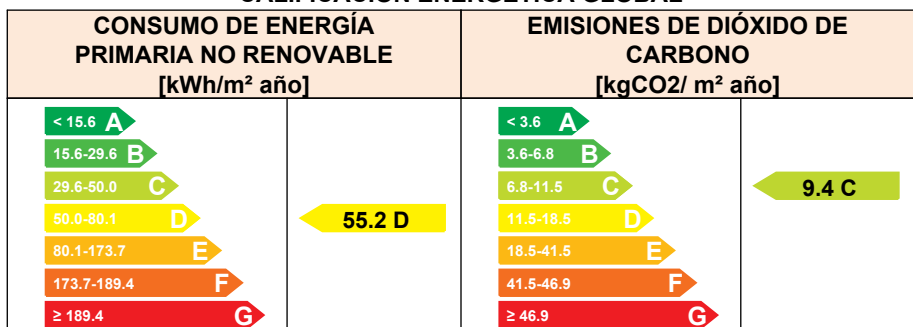 CALIFICACIÓN ENERGÉTICA GLOBAL
CONSUMO DE ENERGÍA
PRIMARIA NO RENOVABLE
[kWh/m² año]
EMISIONES DE DIÓXIDO DE
CARBONO
[kgCO2/ m² año]
< 15.6 A
15.6-29.6 B
29.6-50.0 C
50.0-80.1 D
80.1-173.7 E
173.7-189.4 F
≥ 189.4 G
55.2 D
< 3.6 A
3.6-6.8 B
6.8-11.5 C
11.5-18.5 D
18.5-41.5 E
41.5-46.9 F
≥ 46.9 G
9.4 C